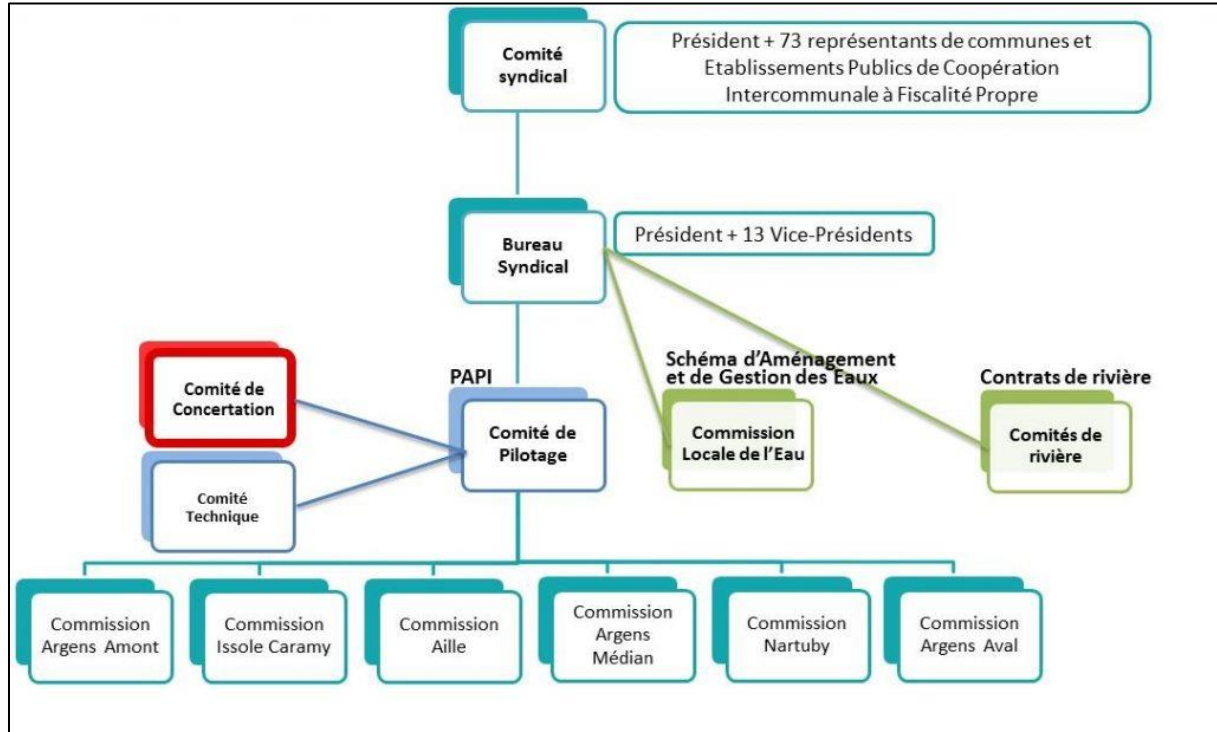 Comité
syndical
Président + 73 représentants de communes et
Etablissements Publics de Coopération
Intercommunale à Fiscalité Propre
Bureau
Syndical
Président + 13 Vice-Présidents
Comité de
Concertation
Comité
Technique
PAPI
Comité de
Pilotage
Schéma d’Aménagement
et de Gestion des Eaux
Commission
Locale de l’Eau
Contrats de rivière
Comités de
rivière
Commission
Argens Amont
Commission
Issole Caramy
Commission
Aille
Commission
Argens
Médian
Commission
Nartuby
Commission
Argens Aval